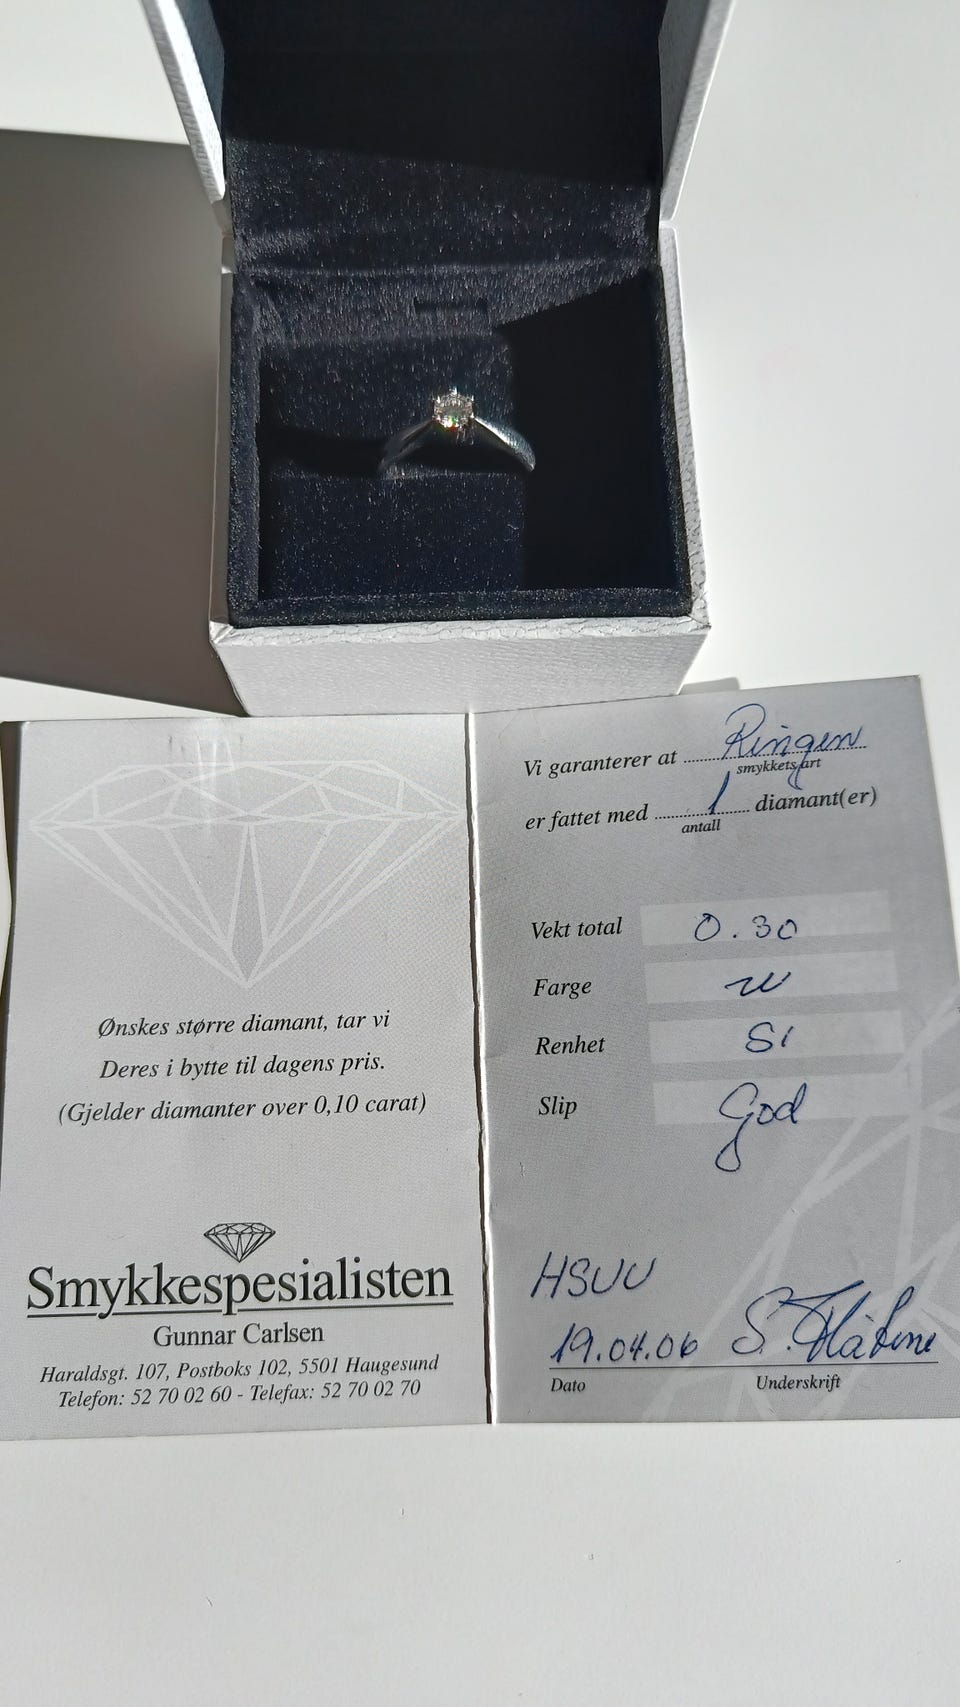 Ønskes større diamant, tar vi
Deres i bytte til dagens pris.
(Gjelder diamanter over 0,10 carat)
Smykkespesialisten
Gunnar Carlsen
Haraldsgt. 107, Postboks 102, 5501 Haugesund
Telefon: 52 70 02 60 - Telefax: 52 70 02 70
Vi garanterer at Ringen
smykkets art
er fattet med 1 diamant(er)
antall
Vekt total 0.30
Farge W
Renhet SI
Slip God
19.04.06 S.
Dato Underskrift